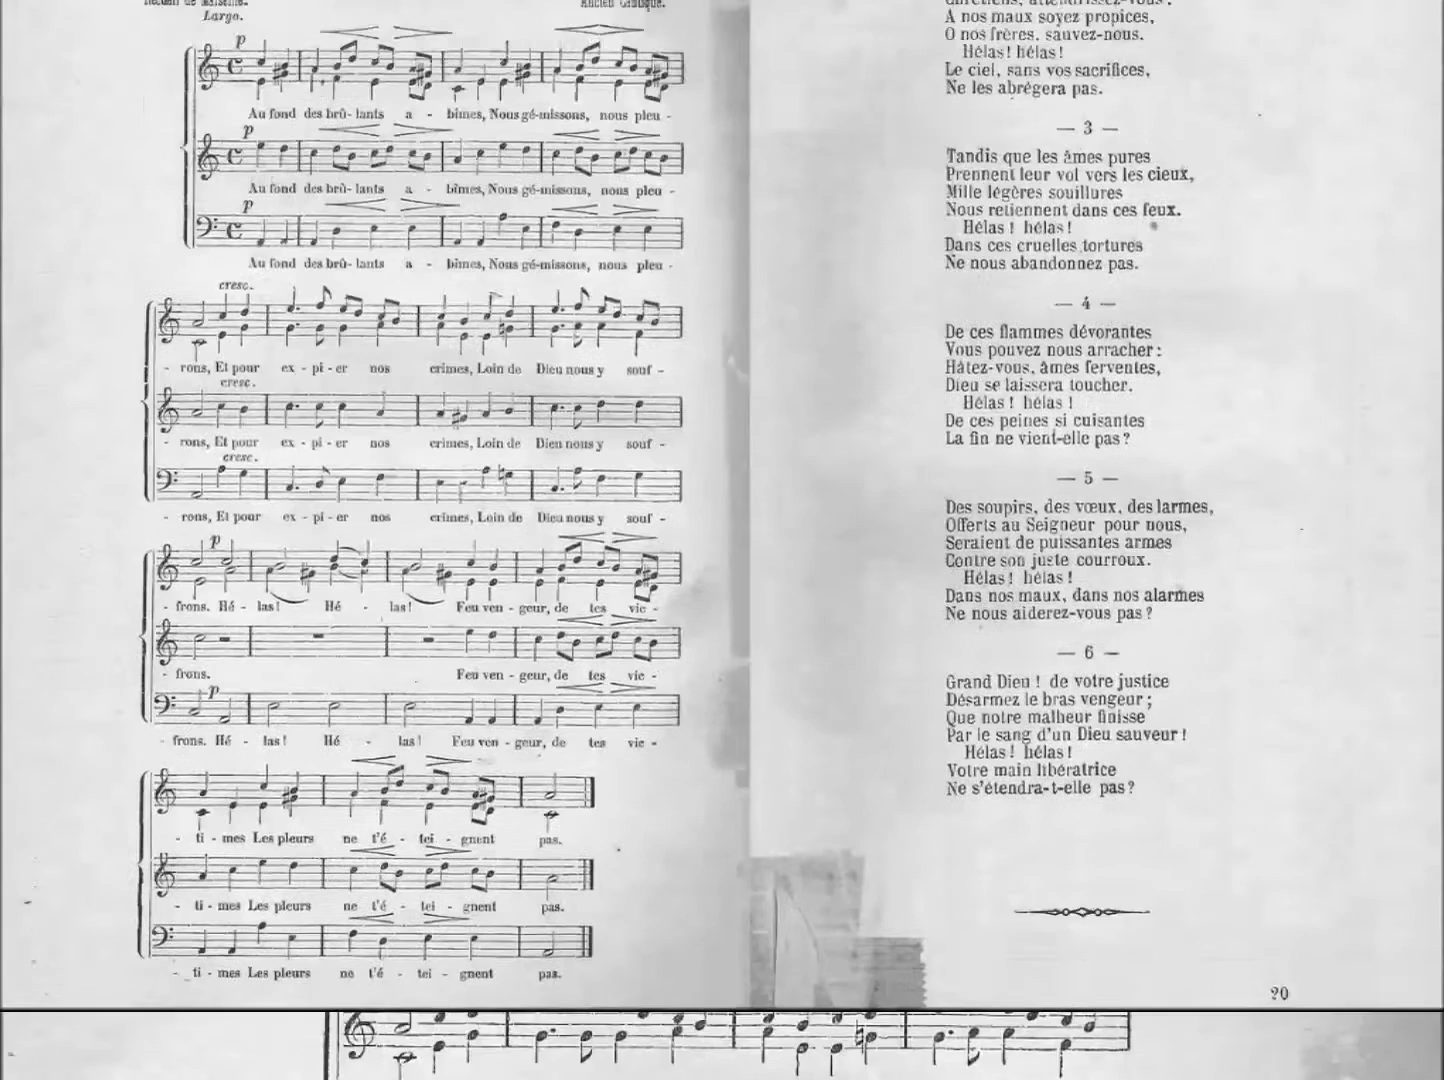 Recueil de Marseille.
Ancien Cantique.
Largo.
p
Au fond des brû- lants a - bîmes, Nous gé-missons, nous pleu -
p
Au fond des brû- lants a - bîmes, Nous gé-missons, nous pleu -
p
Au fond des brû- lants a - bîmes, Nous gé-missons, nous pleu -
cresc.
- rons, Et pour ex - pi - er nos crimes, Loin de Dieu nous y souf -
cresc.
- rons, Et pour ex - pi - er nos crimes, Loin de Dieu nous y souf -
cresc.
- rons, Et pour ex - pi - er nos crimes, Loin de Dieu nous y souf -
p
- frons. Hé - las! Hé - las! Feu ven - geur, de tes vic -
- frons. Feu ven - geur, de tes vic -
p
- frons. Hé - las! Hé - las! Feu ven - geur, de tes vic -
- ti - mes Les pleurs ne t'é - tei - gnent pas.
- ti - mes Les pleurs ne t'é - tei - gnent pas.
- ti - mes Les pleurs ne t'é - tei - gnent pas.
Chrétiens, attendrissez-vous!
A nos maux soyez propices,
O nos frères, sauvez-nous.
Hélas! hélas!
Le ciel, sans vos sacrifices,
Ne les abrégera pas.
— 3 —
Tandis que les âmes pures
Prennent leur vol vers les cieux,
Mille légères souillures
Nous retiennent dans ces feux.
Hélas ! hélas!
Dans ces cruelles tortures
Ne nous abandonnez pas.
— 4 —
De ces flammes dévorantes
Vous pouvez nous arracher:
Hâtez-vous, âmes ferventes,
Dieu se laissera toucher.
Hélas ! hélas !
De ces peines si cuisantes
La fin ne vient-elle pas?
— 5 —
Des soupirs, des vœux, des larmes,
Offerts au Seigneur pour nous,
Seraient de puissantes armes
Contre son juste courroux.
Hélas! hélas!
Dans nos maux, dans nos alarmes
Ne nous aiderez-vous pas?
— 6 —
Grand Dieu ! de votre justice
Désarmez le bras vengeur;
Que notre malheur finisse
Par le sang d'un Dieu sauveur!
Hélas! hélas!
Votre main libératrice
Ne s'étendra-t-elle pas?
20